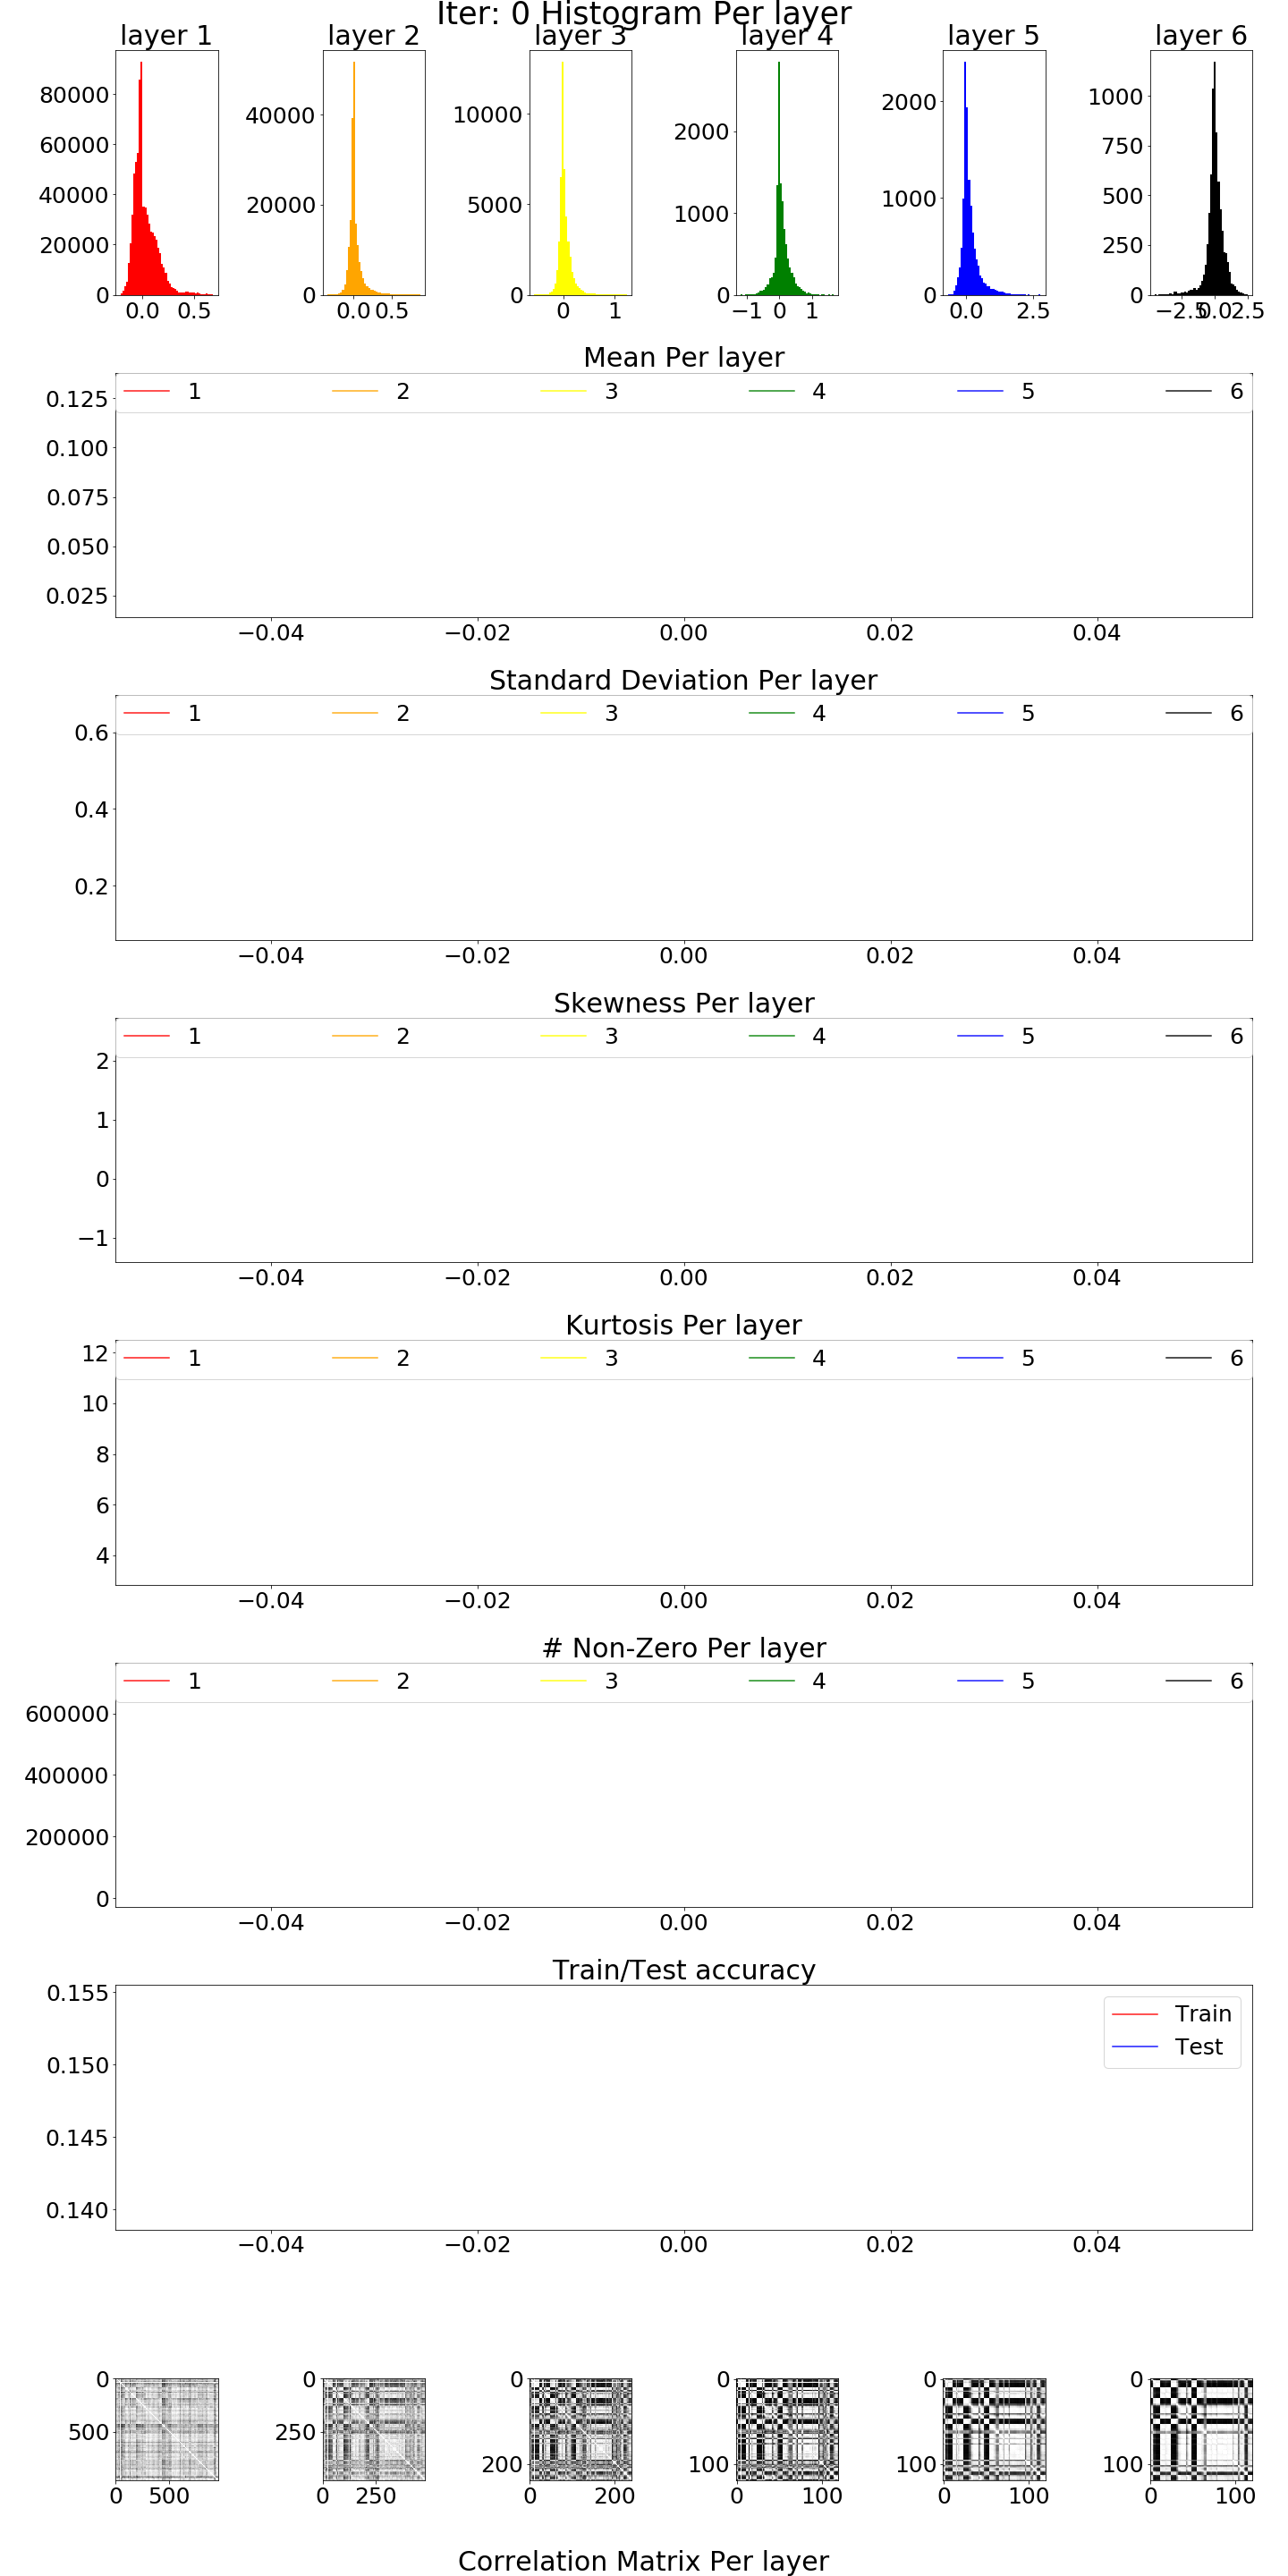 Iter: 0 Histogram Per layer
layer 1 layer 2 layer 3 layer 4 layer 5 layer 6
80000
60000
40000
20000
0
0.0 0.5
40000
20000
0
0.0 0.5
10000
5000
0
0 1
2000
1000
0
−1 0 1
2000
1000
0
0.0 2.5
1000
750
500
250
0
−2.5 0.0 2.5
Mean Per layer
1 2 3 4 5 6
0.125
0.100
0.075
0.050
0.025
−0.04 −0.02 0.00 0.02 0.04
Standard Deviation Per layer
1 2 3 4 5 6
0.6
0.4
0.2
−0.04 −0.02 0.00 0.02 0.04
Skewness Per layer
1 2 3 4 5 6
2
1
0
−1
−0.04 −0.02 0.00 0.02 0.04
Kurtosis Per layer
12
1 2 3 4 5 6
10
8
6
4
−0.04 −0.02 0.00 0.02 0.04
# Non-Zero Per layer
1 2 3 4 5 6
600000
400000
200000
0
−0.04 −0.02 0.00 0.02 0.04
Train/Test accuracy
0.155
Train
Test
0.150
0.145
0.140
−0.04 −0.02 0.00 0.02 0.04
0
500
0 500
0
250
0 250
0
200
0 200
0
100
0 100
0
100
0 100
0
100
0 100
Correlation Matrix Per layer